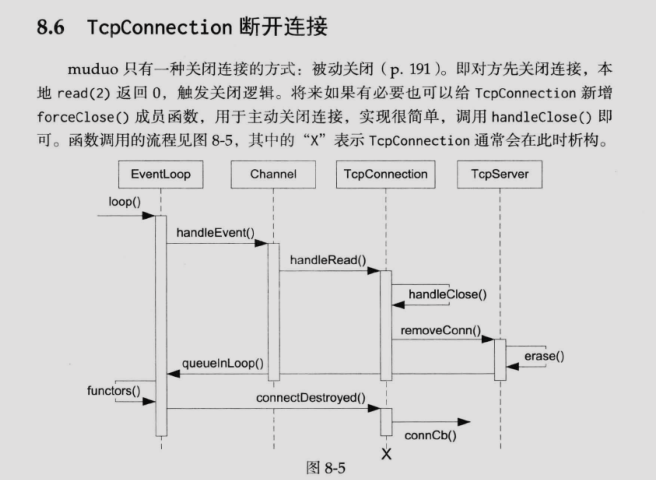 8.6 TcpConnection 断开连接
muduo 只有一种关闭连接的方式：被动关闭（p. 191）。即对方先关闭连接，本
地 read(2) 返回 0，触发关闭逻辑。将来如果有必要也可以给 TcpConnection 新增
forceClose() 成员函数，用于主动关闭连接，实现很简单，调用 handleClose() 即
可。函数调用的流程见图 8-5，其中的“X”表示 TcpConnection 通常会在此时析构。
EventLoop Channel TcpConnection TcpServer
loop()
handleEvent()
handleRead()
handleClose()
removeConn()
erase()
queueInLoop()
functors()
connectDestroyed()
connCb()
X
图 8-5